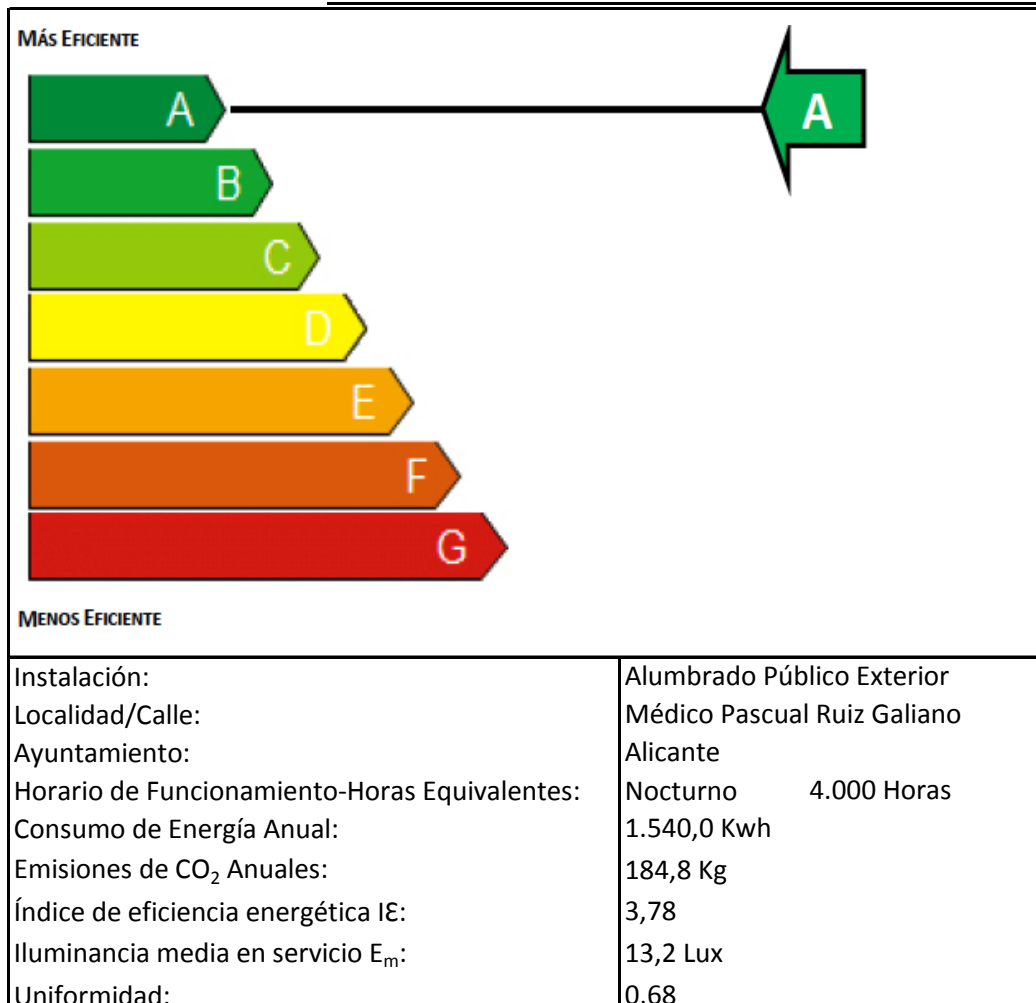 MÁS EFICIENTE
A A
B
C
D
E
F
G
MENOS EFICIENTE
Instalación: Alumbrado Público Exterior
Localidad/Calle: Médico Pascual Ruiz Galiano
Ayuntamiento: Alicante
Horario de Funcionamiento-Horas Equivalentes: Nocturno 4.000 Horas
Consumo de Energía Anual: 1.540,0 Kwh
Emisiones de CO₂ Anuales: 184,8 Kg
Índice de eficiencia energética IƐ: 3,78
Iluminancia media en servicio Eₘ: 13,2 Lux
Uniformidad: 0,68